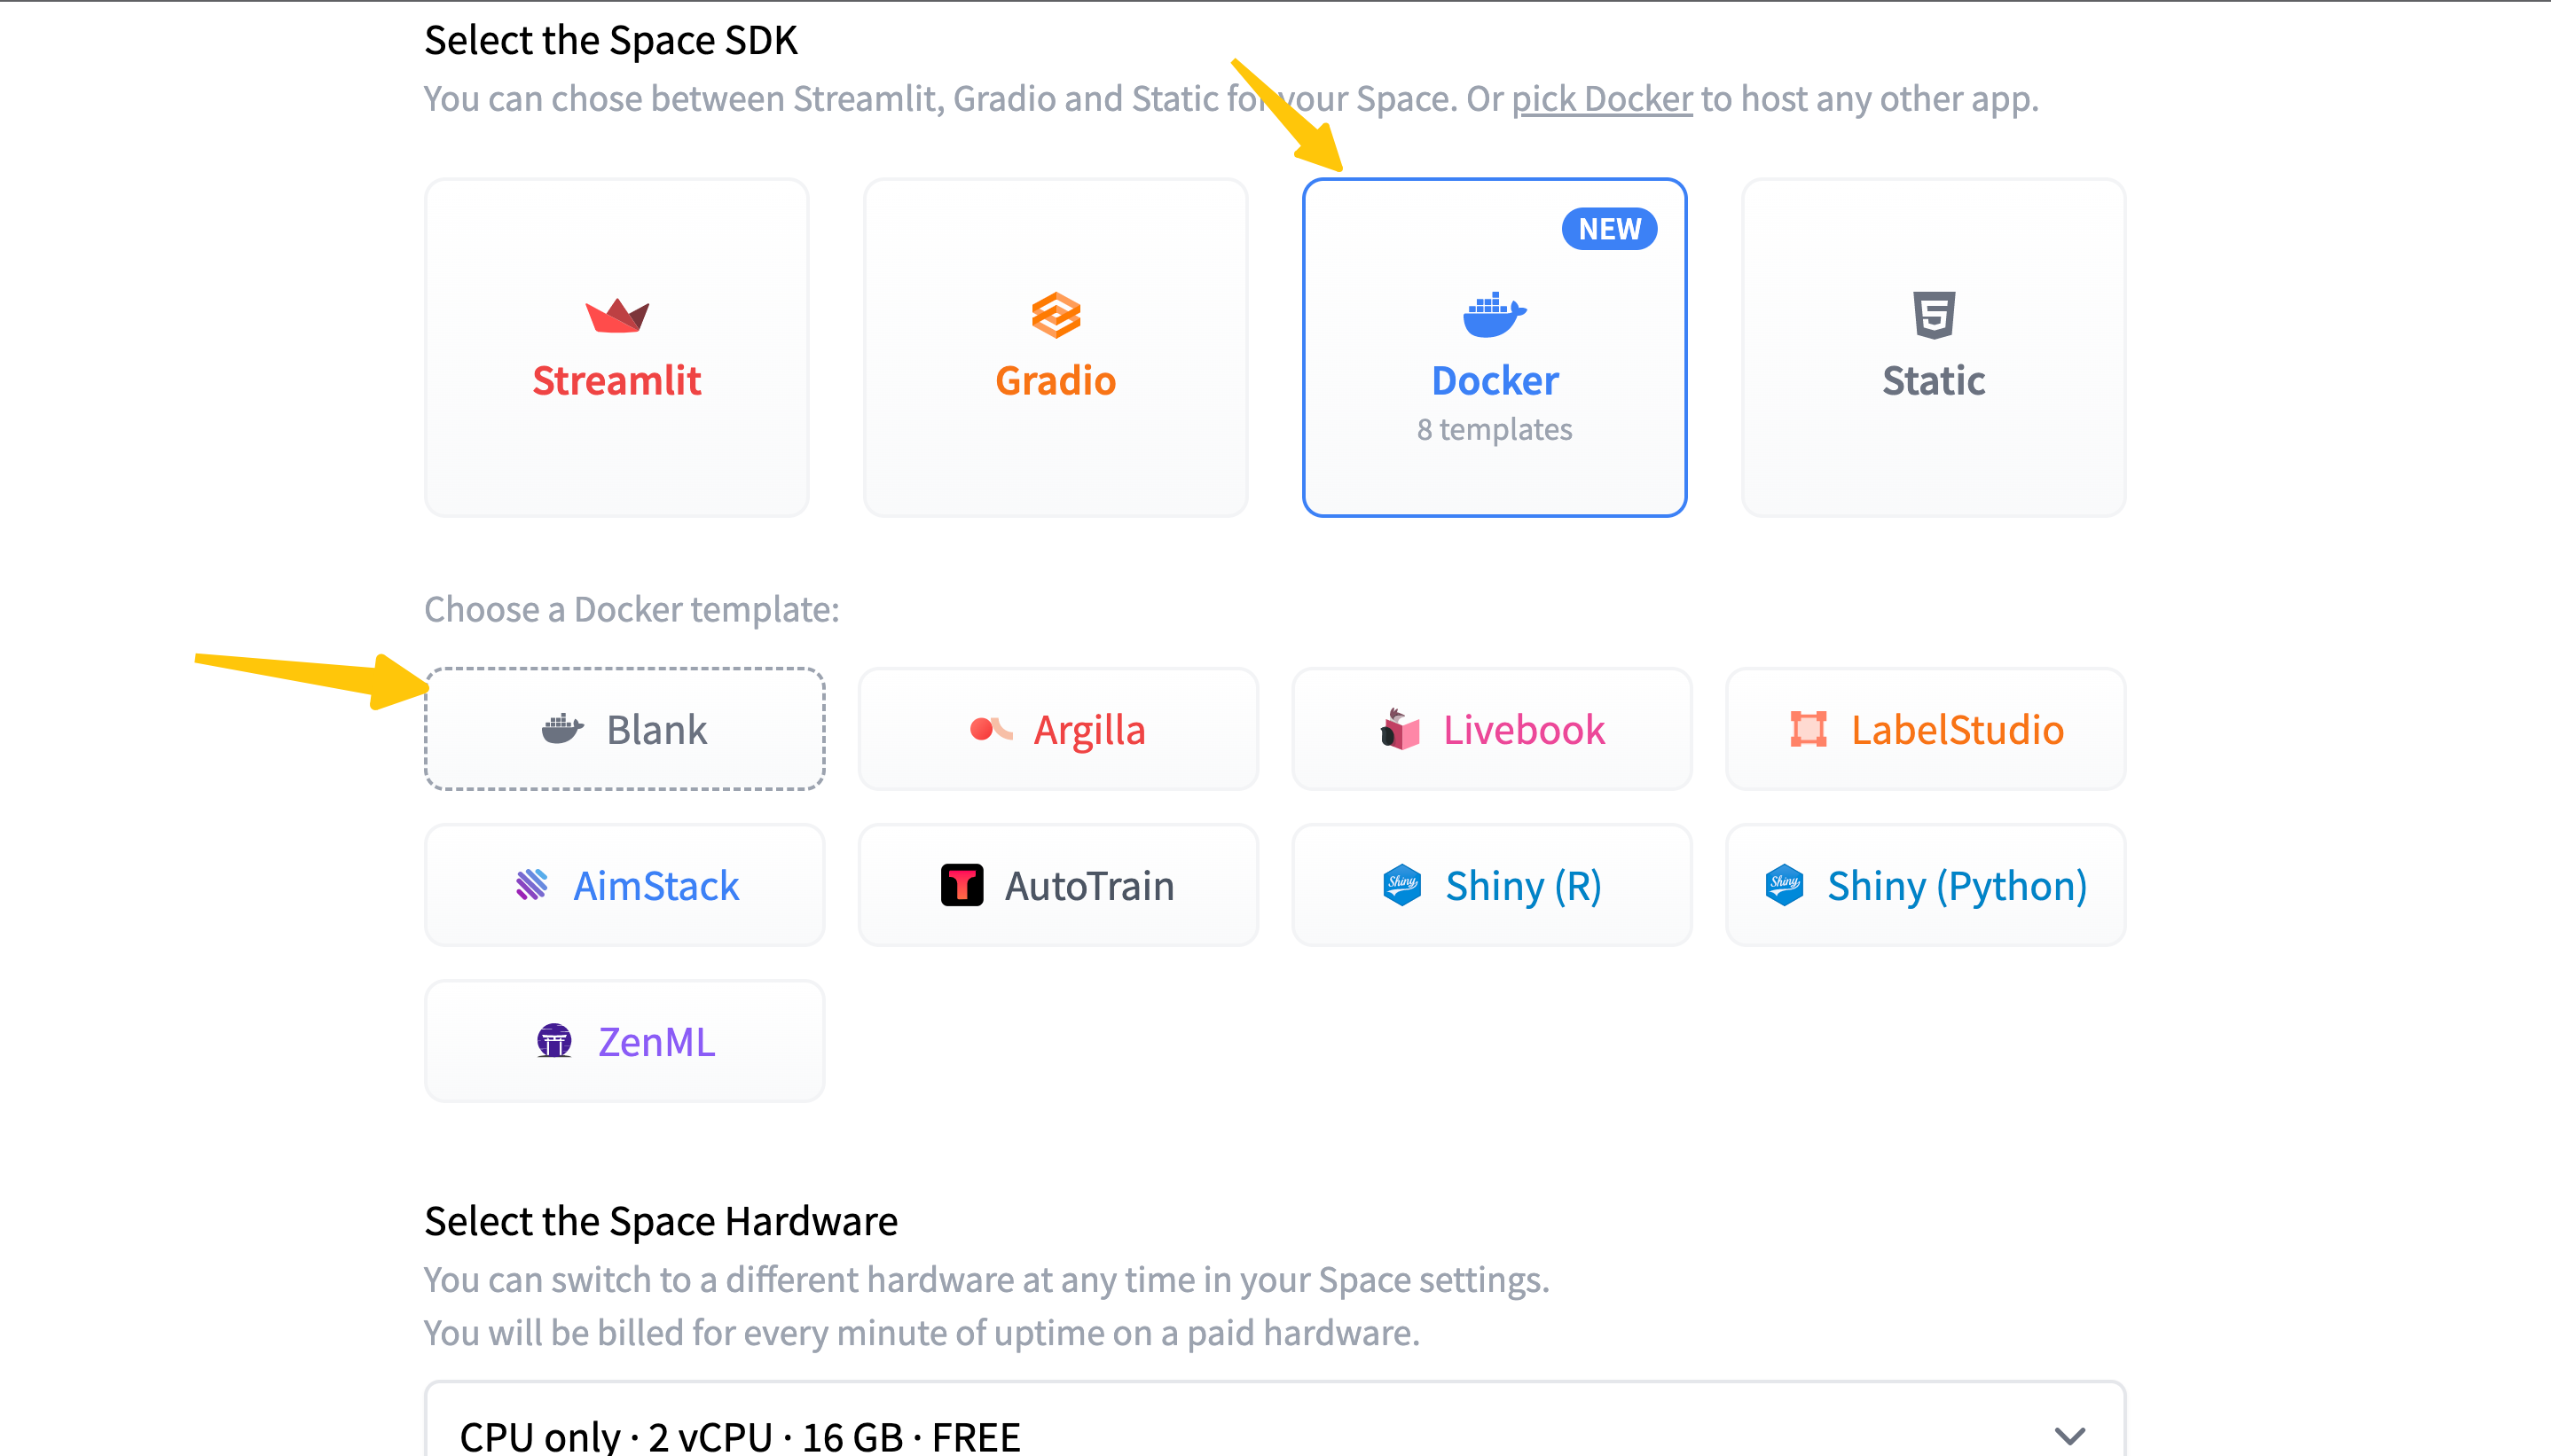 Select the Space SDK
You can chose between Streamlit, Gradio and Static for your Space. Or pick Docker to host any other app.
NEW
Streamlit
Gradio
Docker
Static
8 templates
Choose a Docker template:
Blank
Argilla
Livebook
LabelStudio
AimStack
AutoTrain
Shiny (R)
Shiny (Python)
ZenML
Select the Space Hardware
You can switch to a different hardware at any time in your Space settings.
You will be billed for every minute of uptime on a paid hardware.
CPU only · 2 vCPU · 16 GB · FREE